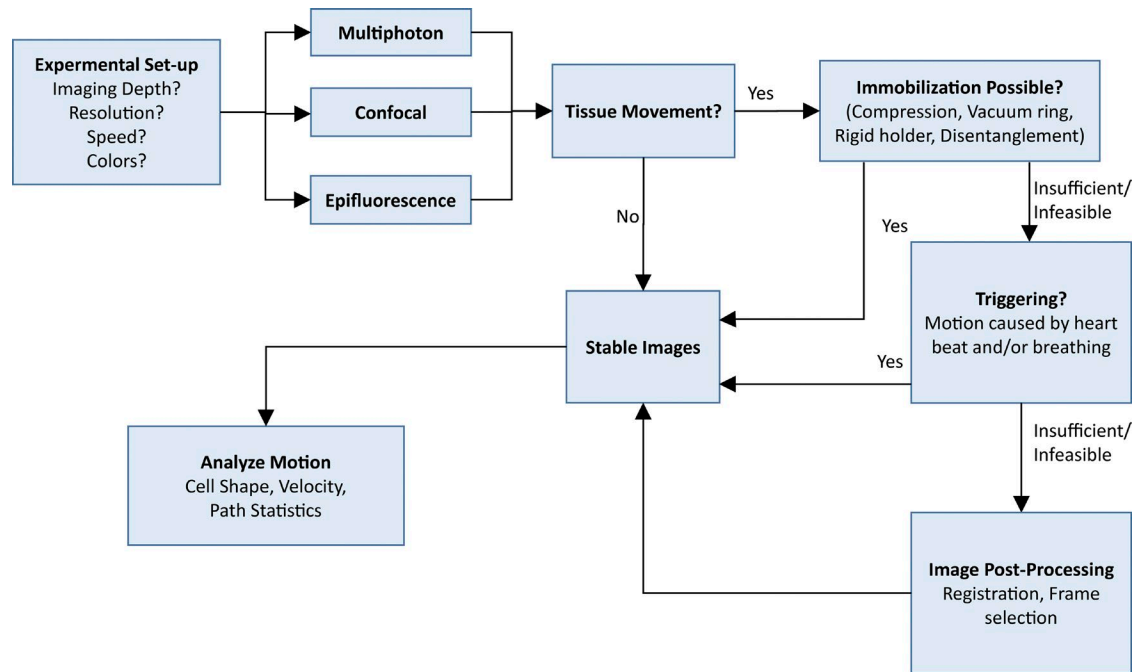 Expermental Set-up
Imaging Depth?
Resolution?
Speed?
Colors?
Multiphoton
Confocal
Epifluorescence
Tissue Movement?
Yes
Immobilization Possible?
(Compression, Vacuum ring,
Rigid holder, Disentanglement)
No
Yes
Insufficient/
Infeasible
Triggering?
Motion caused by heart
beat and/or breathing
Stable Images
Yes
Insufficient/
Infeasible
Analyze Motion
Cell Shape, Velocity,
Path Statistics
Image Post-Processing
Registration, Frame
selection